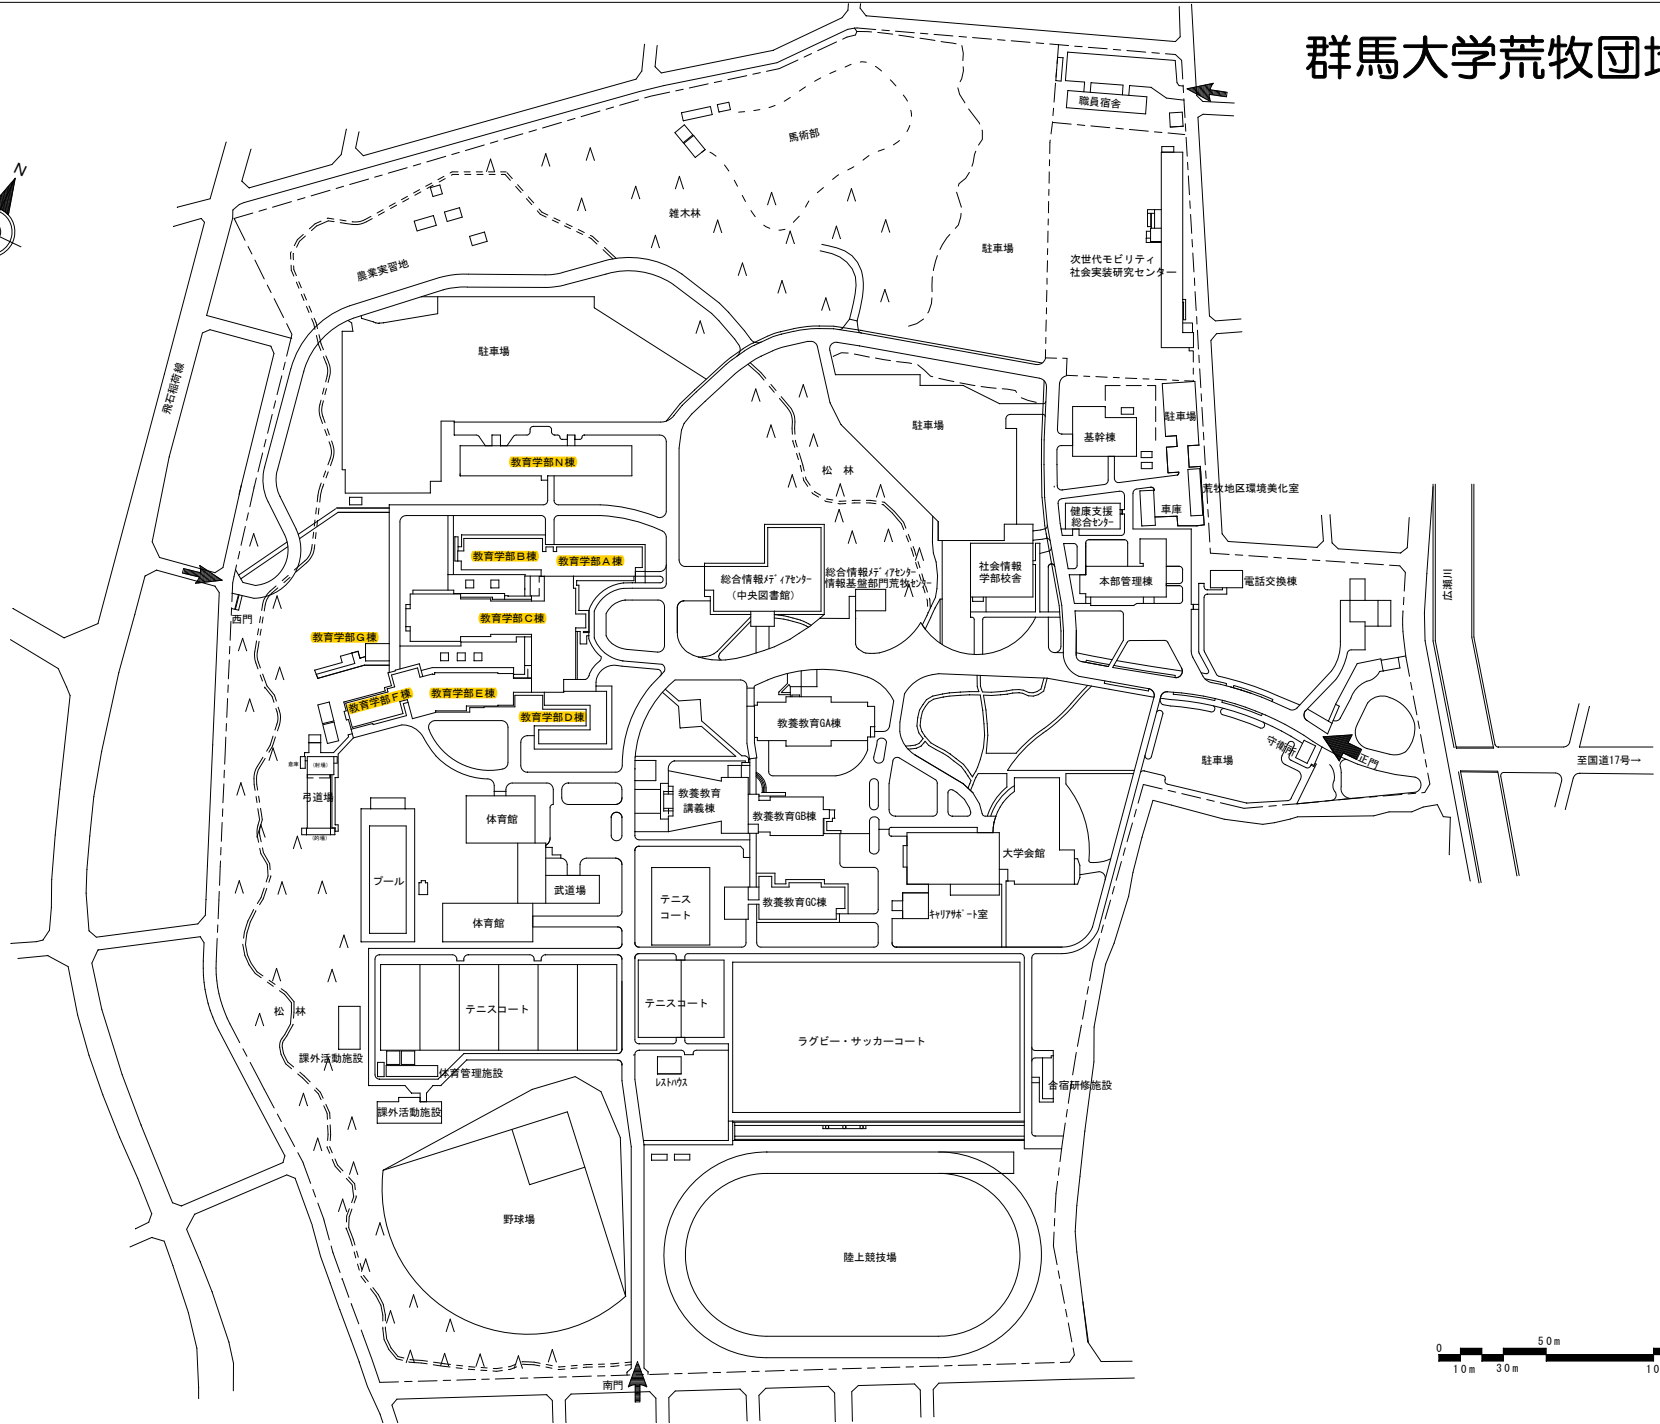 群馬大学荒牧団
N
職員宿舎
馬術部
雑木林
駐車場
次世代モビリティ
社会実装研究センター
農業実習地
駐車場
飛石稲荷線
駐車場
駐車場
基幹棟
教育学部N棟
松 林
荒牧地区環境美化室
健康支援
総合センター
車庫
教育学部B棟
教育学部A棟
総合情報メディアセンター
(中央図書館)
総合情報メディアセンター
情報基盤部門荒牧センター
社会情報
学部校舎
本部管理棟
電話交換棟
広瀬川
西門
教育学部C棟
教育学部G棟
教育学部F棟
教育学部E棟
教育学部D棟
教養教育GA棟
守衛所
正門
駐車場
至国道17号→
倉庫
(射場)
弓道場
(的場)
教養教育
講義棟
体育館
教養教育GB棟
大学会館
プール
武道場
テニス
コート
教養教育GC棟
キャリアサポート室
体育館
松 林
テニスコート
テニスコート
ラグビー・サッカーコート
課外活動施設
体育管理施設
レストハウス
合宿研修施設
課外活動施設
野球場
陸上競技場
南門
0
50m
10m
30m
10